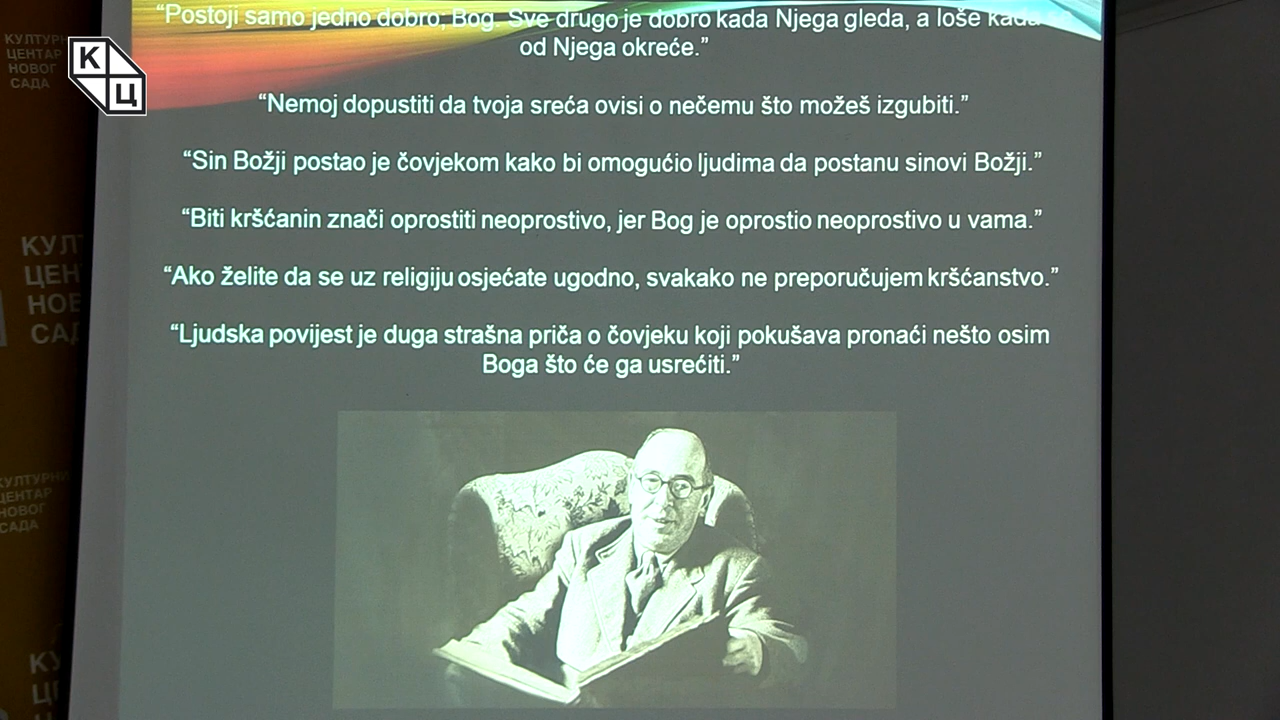 “Postoji samo jedno dobro, Bog. Sve drugo je dobro kada Njega gleda, a loše kada se
od Njega okreće.”
“Nemoj dopustiti da tvoja sreća ovisi o nečemu što možeš izgubiti.”
“Sin Božji postao je čovjekom kako bi omogućio ljudima da postanu sinovi Božji.”
“Biti kršćanin znači oprostiti neoprostivo, jer Bog je oprostio neoprostivo u vama.”
“Ako želite da se uz religiju osjećate ugodno, svakako ne preporučujem kršćanstvo.”
“Ljudska povijest je duga strašna priča o čovjeku koji pokušava pronaći nešto osim
Boga što će ga usrećiti.”
КЦ
ЦЕНТАР
НОВОГ
САДА
НОВОГ
САДА